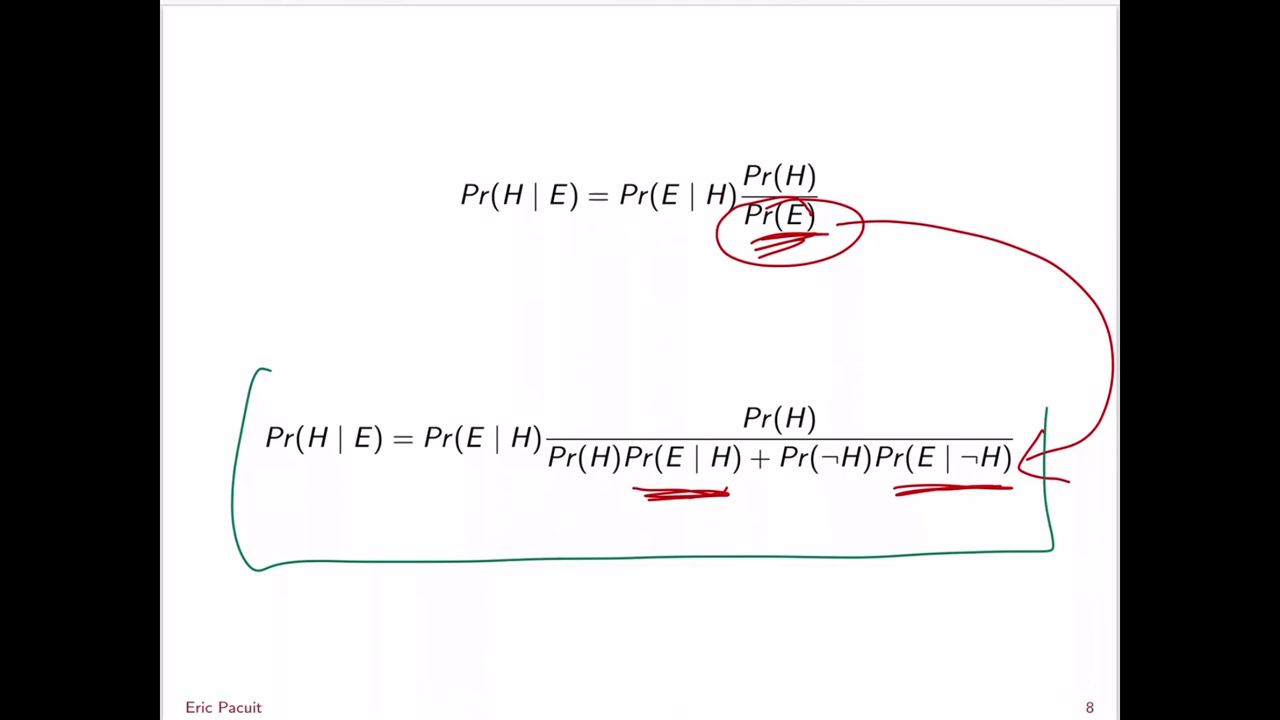 Pr(H | E) = Pr(E | H) Pr(H) / Pr(E)
Pr(H | E) = Pr(E | H) Pr(H) / Pr(H)Pr(E | H) + Pr(¬H)Pr(E | ¬H)
Eric Pacuit 8